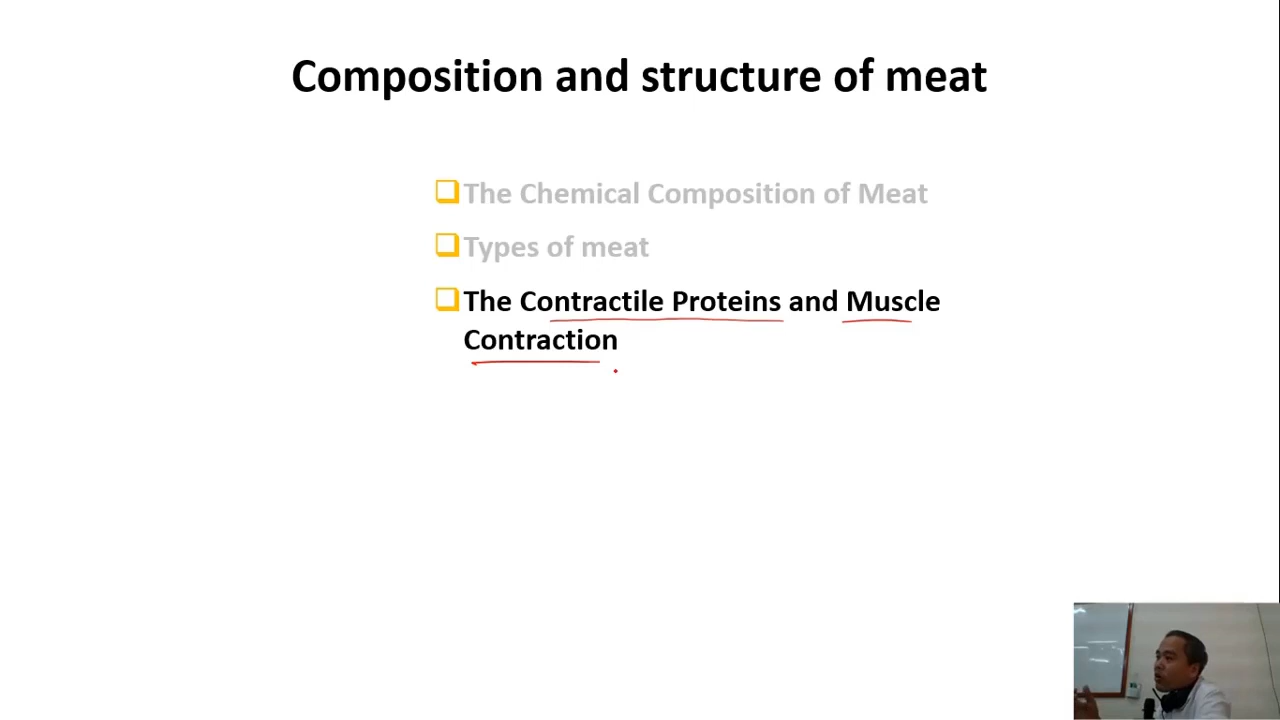 Composition and structure of meat
The Chemical Composition of Meat
Types of meat
The Contractile Proteins and Muscle
Contraction